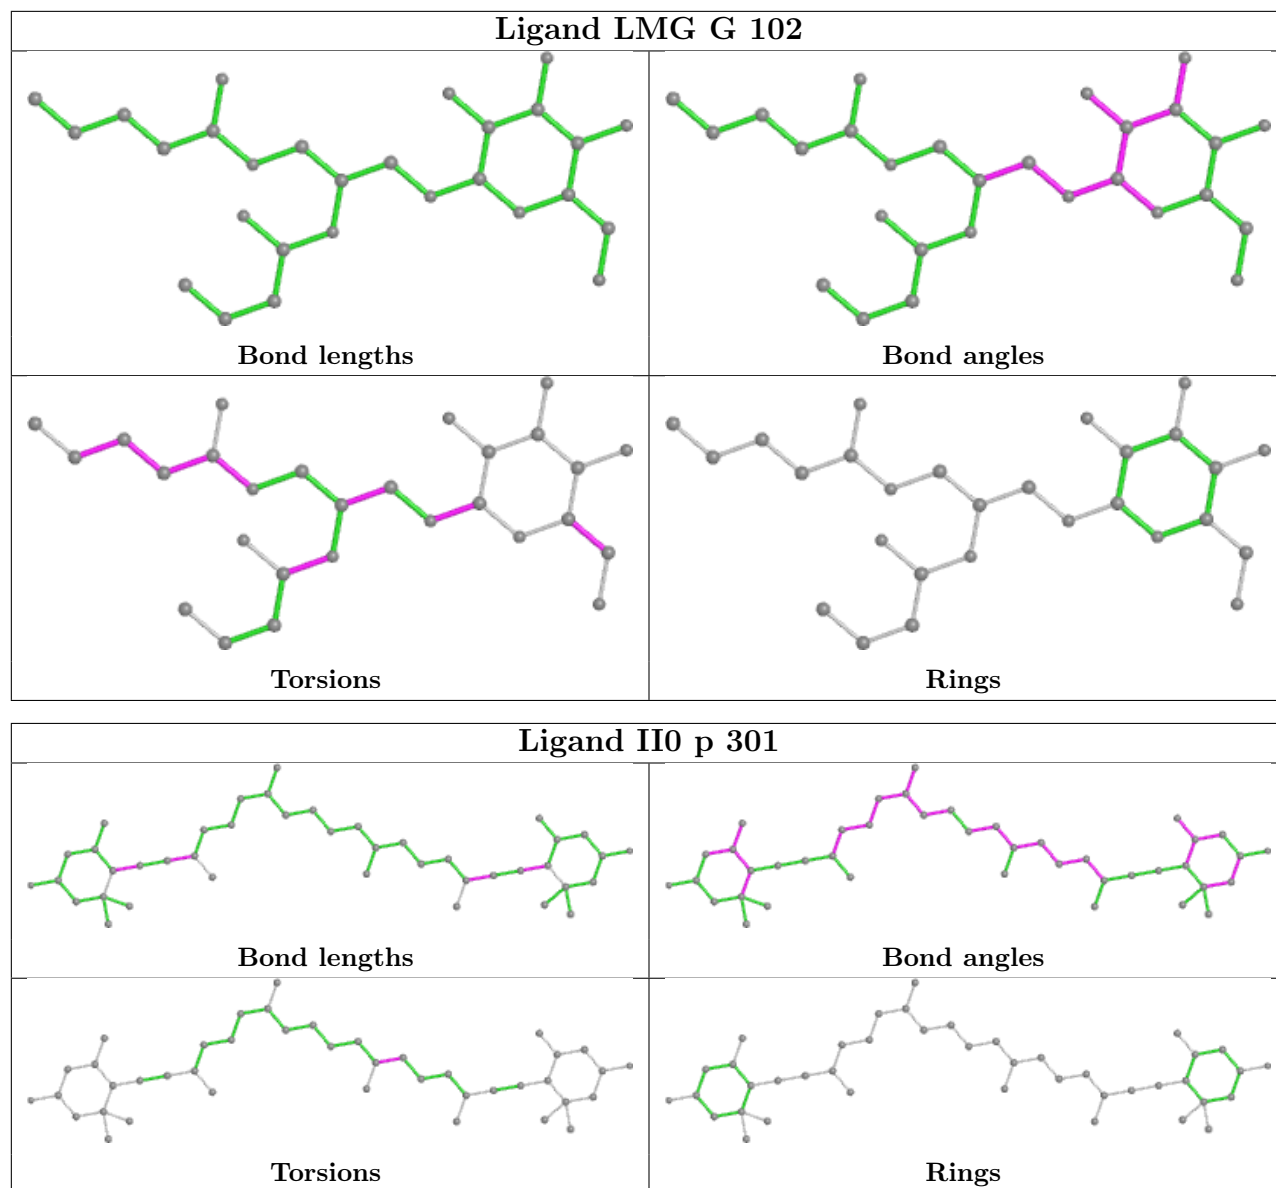 Ligand LMG G 102
Bond lengths
Bond angles
Torsions
Rings
Ligand II0 p 301
Bond lengths
Bond angles
Torsions
Rings